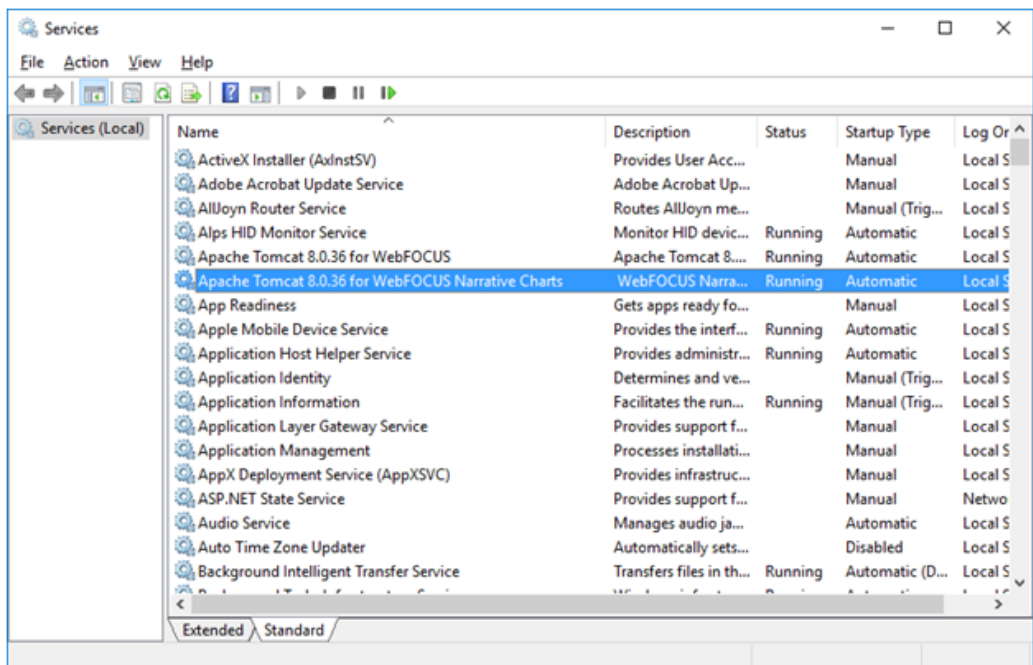 Services
File Action View Help
Services (Local)
Name Description Status Startup Type Log On
ActiveX Installer (AxInstSV) Provides User Acc... Manual Local S
Adobe Acrobat Update Service Adobe Acrobat Up... Manual Local S
AllJoyn Router Service Routes AllJoyn me... Manual (Trig... Local S
Alps HID Monitor Service Monitor HID devic... Running Automatic Local S
Apache Tomcat 8.0.36 for WebFOCUS Apache Tomcat 8.... Running Automatic Local S
Apache Tomcat 8.0.36 for WebFOCUS Narrative Charts WebFOCUS Narra... Running Automatic Local S
App Readiness Gets apps ready fo... Manual Local S
Apple Mobile Device Service Provides the interf... Running Automatic Local S
Application Host Helper Service Provides administr... Running Automatic Local S
Application Identity Determines and ve... Manual (Trig... Local S
Application Information Facilitates the run... Running Manual (Trig... Local S
Application Layer Gateway Service Provides support f... Manual Local S
Application Management Processes installati... Manual Local S
AppX Deployment Service (AppXSVC) Provides infrastruc... Manual Local S
ASP.NET State Service Provides support f... Manual Netwo
Audio Service Manages audio ja... Automatic Local S
Auto Time Zone Updater Automatically sets... Disabled Local S
Background Intelligent Transfer Service Transfers files in th... Running Automatic (D... Local S
Extended Standard